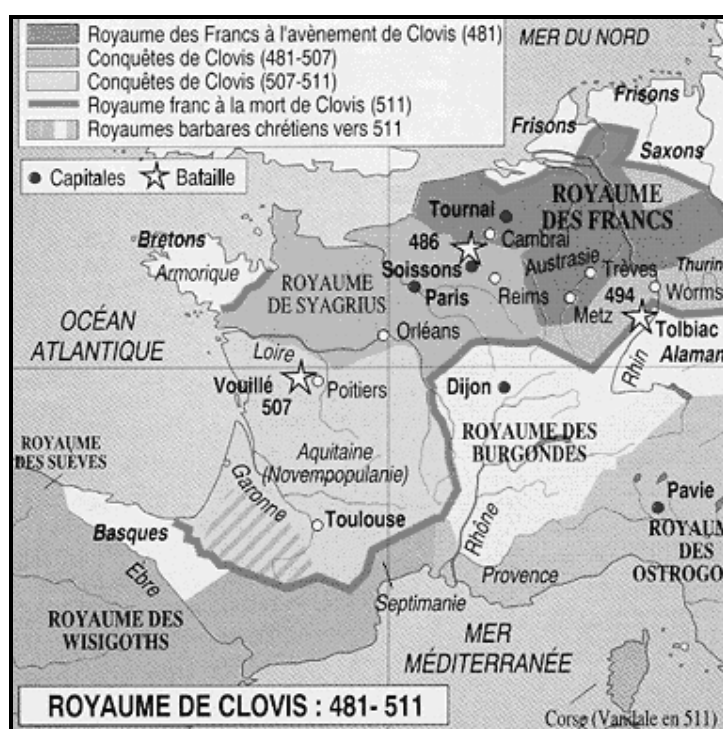 Royaume des Francs à l'avènement de Clovis (481)
Conquêtes de Clovis (481-507)
Conquêtes de Clovis (507-511)
Royaume franc à la mort de Clovis (511)
Royaumes barbares chrétiens vers 511
Capitales
Bataille
MER DU NORD
Frisons
Frisons
Saxons
ROYAUME
DES FRANCS
Tournai
486
Cambrai
Bretons
Armorique
Soissons
Austrasie
Trèves
Thurin
ROYAUME
DE SYAGRIUS
Paris
Reims
494
Worms
Metz
OCÉAN
ATLANTIQUE
Orléans
Tolbiac
Alaman
Loire
Rhin
Vouillé
507
Poitiers
Dijon
ROYAUME
DES SUÈVES
ROYAUME DES
BURGONDES
Aquitaine
(Novempopulanie)
Garonne
Pavie
Toulouse
Basques
Rhône
ROYAUM
DES
OSTROGO
Provence
Èbre
Septimanie
ROYAUME DES
WISIGOTHS
MER
MÉDITERRANÉE
ROYAUME DE CLOVIS : 481- 511
Corse (Vandale en 511)